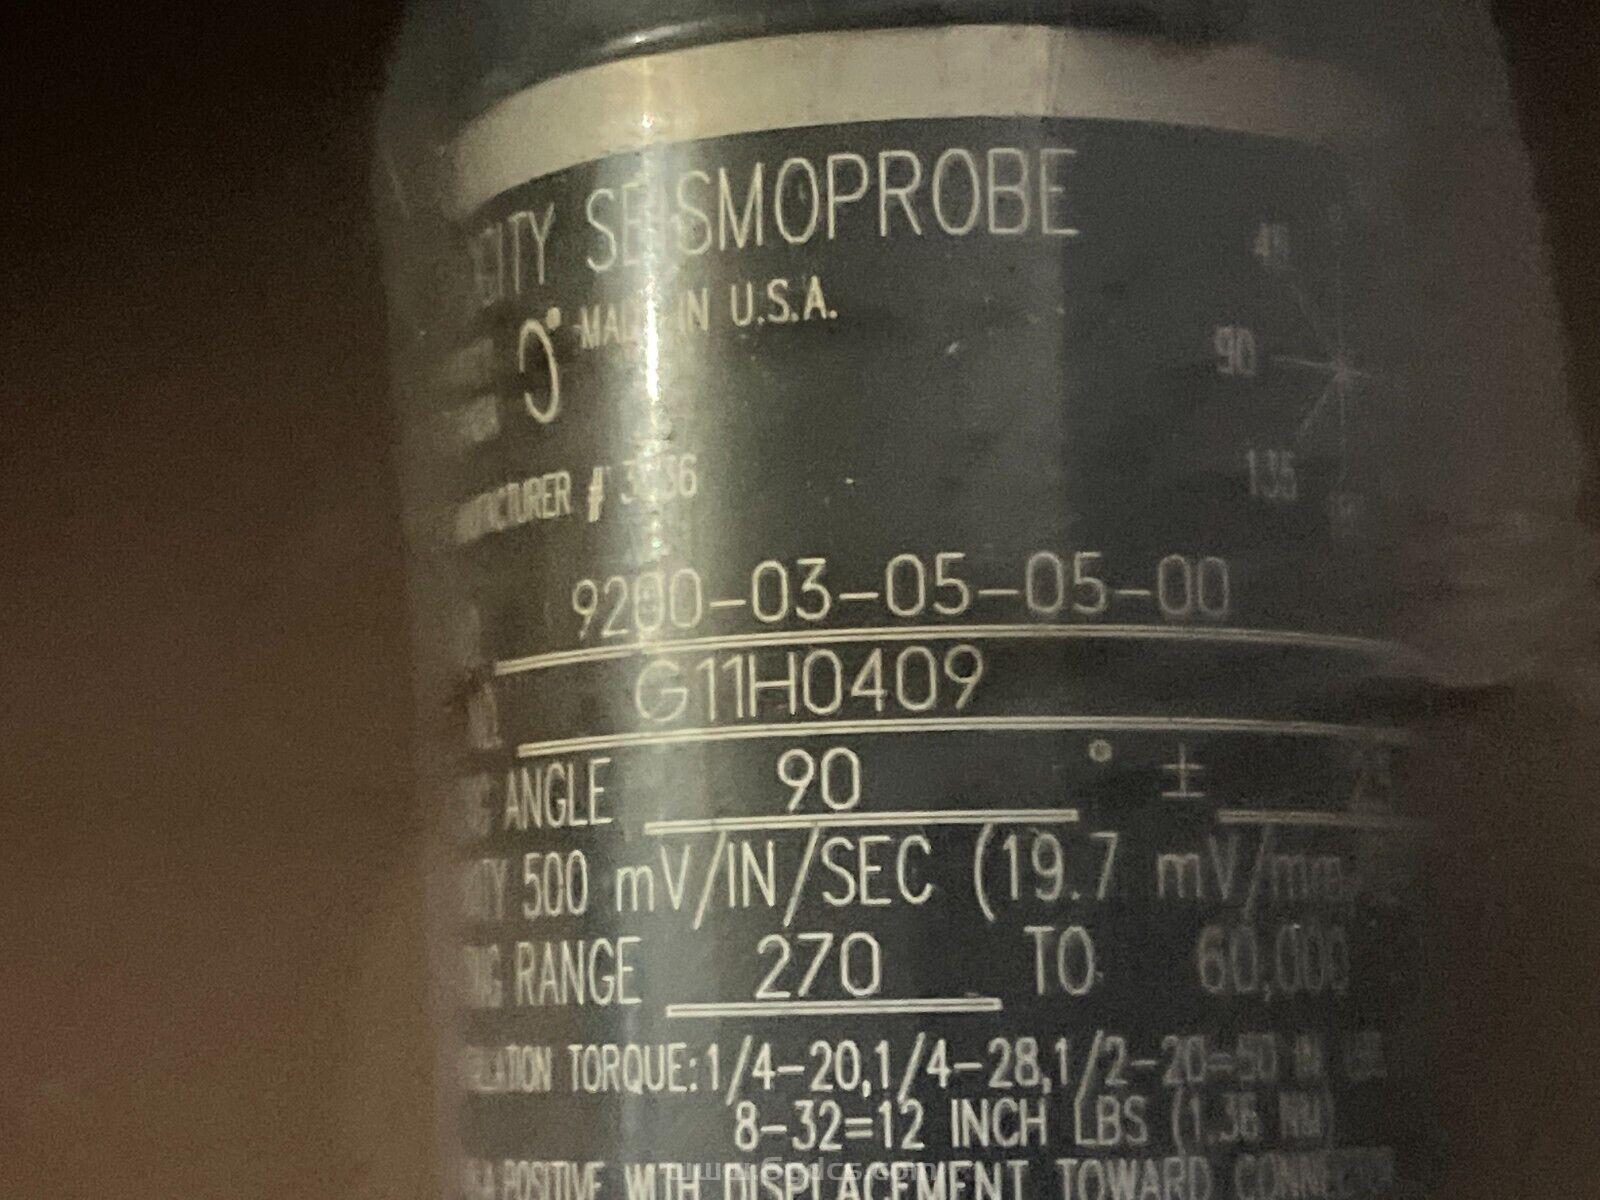 SEISMOPROBE
MADE IN U.S.A.
45
90
135
#
9200-03-05-05-00
G11H0409
ANGLE 90 ° ±
500 mV/IN/SEC (19.7 mV/mm/
RANGE 270 TO 60,000
TORQUE: 1/4-20,1/4-28,1/2-20=50 IN
8-32=12 INCH LBS (1.36 NM)
POSITIVE WITH DISPLACEMENT TOWARD